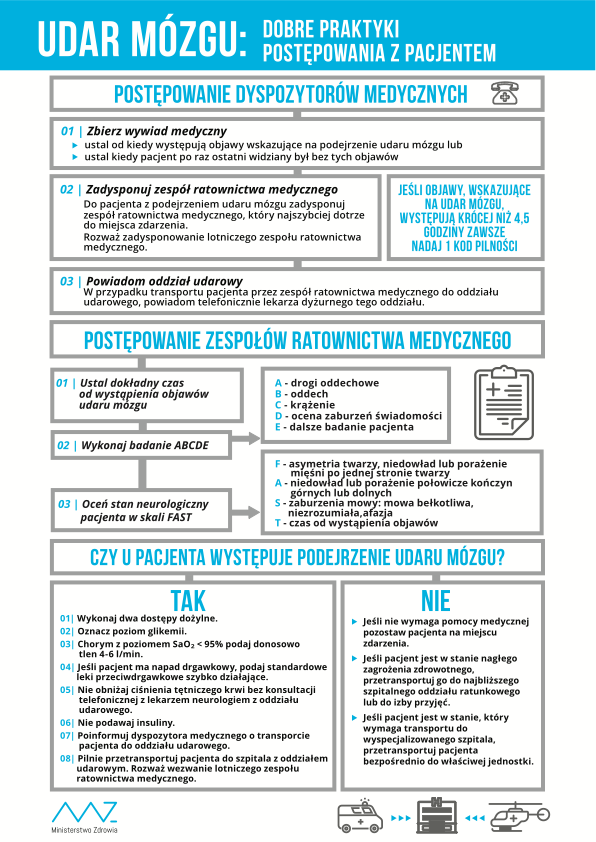 UDAR MÓZGU:
DOBRE PRAKTYKI
POSTĘPOWANIA Z PACJENTEM
POSTĘPOWANIE DYSPOZYTORÓW MEDYCZNYCH
01 | Zbierz wywiad medyczny
ustal od kiedy występują objawy wskazujące na podejrzenie udaru mózgu lub
ustal kiedy pacjent po raz ostatni widziany był bez tych objawów
02 | Zadysponuj zespół ratownictwa medycznego
Do pacjenta z podejrzeniem udaru mózgu zadysponuj
zespół ratownictwa medycznego, który najszybciej dotrze
do miejsca zdarzenia.
Rozważ zadysponowanie lotniczego zespołu ratownictwa
medycznego.
JEŚLI OBJAWY, WSKAZUJĄCE
NA UDAR MÓZGU,
WYSTĘPUJĄ KRÓCEJ NIŻ 4,5
GODZINY ZAWSZE
NADAJ 1 KOD PILNOŚCI
03 | Powiadom oddział udarowy
W przypadku transportu pacjenta przez zespół ratownictwa medycznego do oddziału
udarowego, powiadom telefonicznie lekarza dyżurnego tego oddziału.
POSTĘPOWANIE ZESPOŁÓW RATOWNICTWA MEDYCZNEGO
01 | Ustal dokładny czas
od wystąpienia objawów
udaru mózgu
02 | Wykonaj badanie ABCDE
A - drogi oddechowe
B - oddech
C - krążenie
D - ocena zaburzeń świadomości
E - dalsze badanie pacjenta
03 | Oceń stan neurologiczny
pacjenta w skali FAST
F - asymetria twarzy, niedowład lub porażenie
mięśni po jednej stronie twarzy
A - niedowład lub porażenie połowicze kończyn
górnych lub dolnych
S - zaburzenia mowy: mowa bełkotliwa,
niezrozumiała,afazja
T - czas od wystąpienia objawów
CZY U PACJENTA WYSTĘPUJE PODEJRZENIE UDARU MÓZGU?
TAK
01| Wykonaj dwa dostępy dożylne.
02| Oznacz poziom glikemii.
03| Chorym z poziomem SaO₂ < 95% podaj donosowo
tlen 4-6 l/min.
04| Jeśli pacjent ma napad drgawkowy, podaj standardowe
leki przeciwdrgawkowe szybko działające.
05| Nie obniżaj ciśnienia tętniczego krwi bez konsultacji
telefonicznej z lekarzem neurologiem z oddziału
udarowego.
06| Nie podawaj insuliny.
07| Poinformuj dyspozytora medycznego o transporcie
pacjenta do oddziału udarowego.
08| Pilnie przetransportuj pacjenta do szpitala z oddziałem
udarowym. Rozważ wezwanie lotniczego zespołu
ratownictwa medycznego.
NIE
Jeśli nie wymaga pomocy medycznej
pozostaw pacjenta na miejscu
zdarzenia.
Jeśli pacjent jest w stanie nagłego
zagrożenia zdrowotnego,
przetransportuj go do najbliższego
szpitalnego oddziału ratunkowego
lub do izby przyjęć.
Jeśli pacjent jest w stanie, który
wymaga transportu do
wyspecjalizowanego szpitala,
przetransportuj pacjenta
bezpośrednio do właściwej jednostki.
Ministerstwo Zdrowia